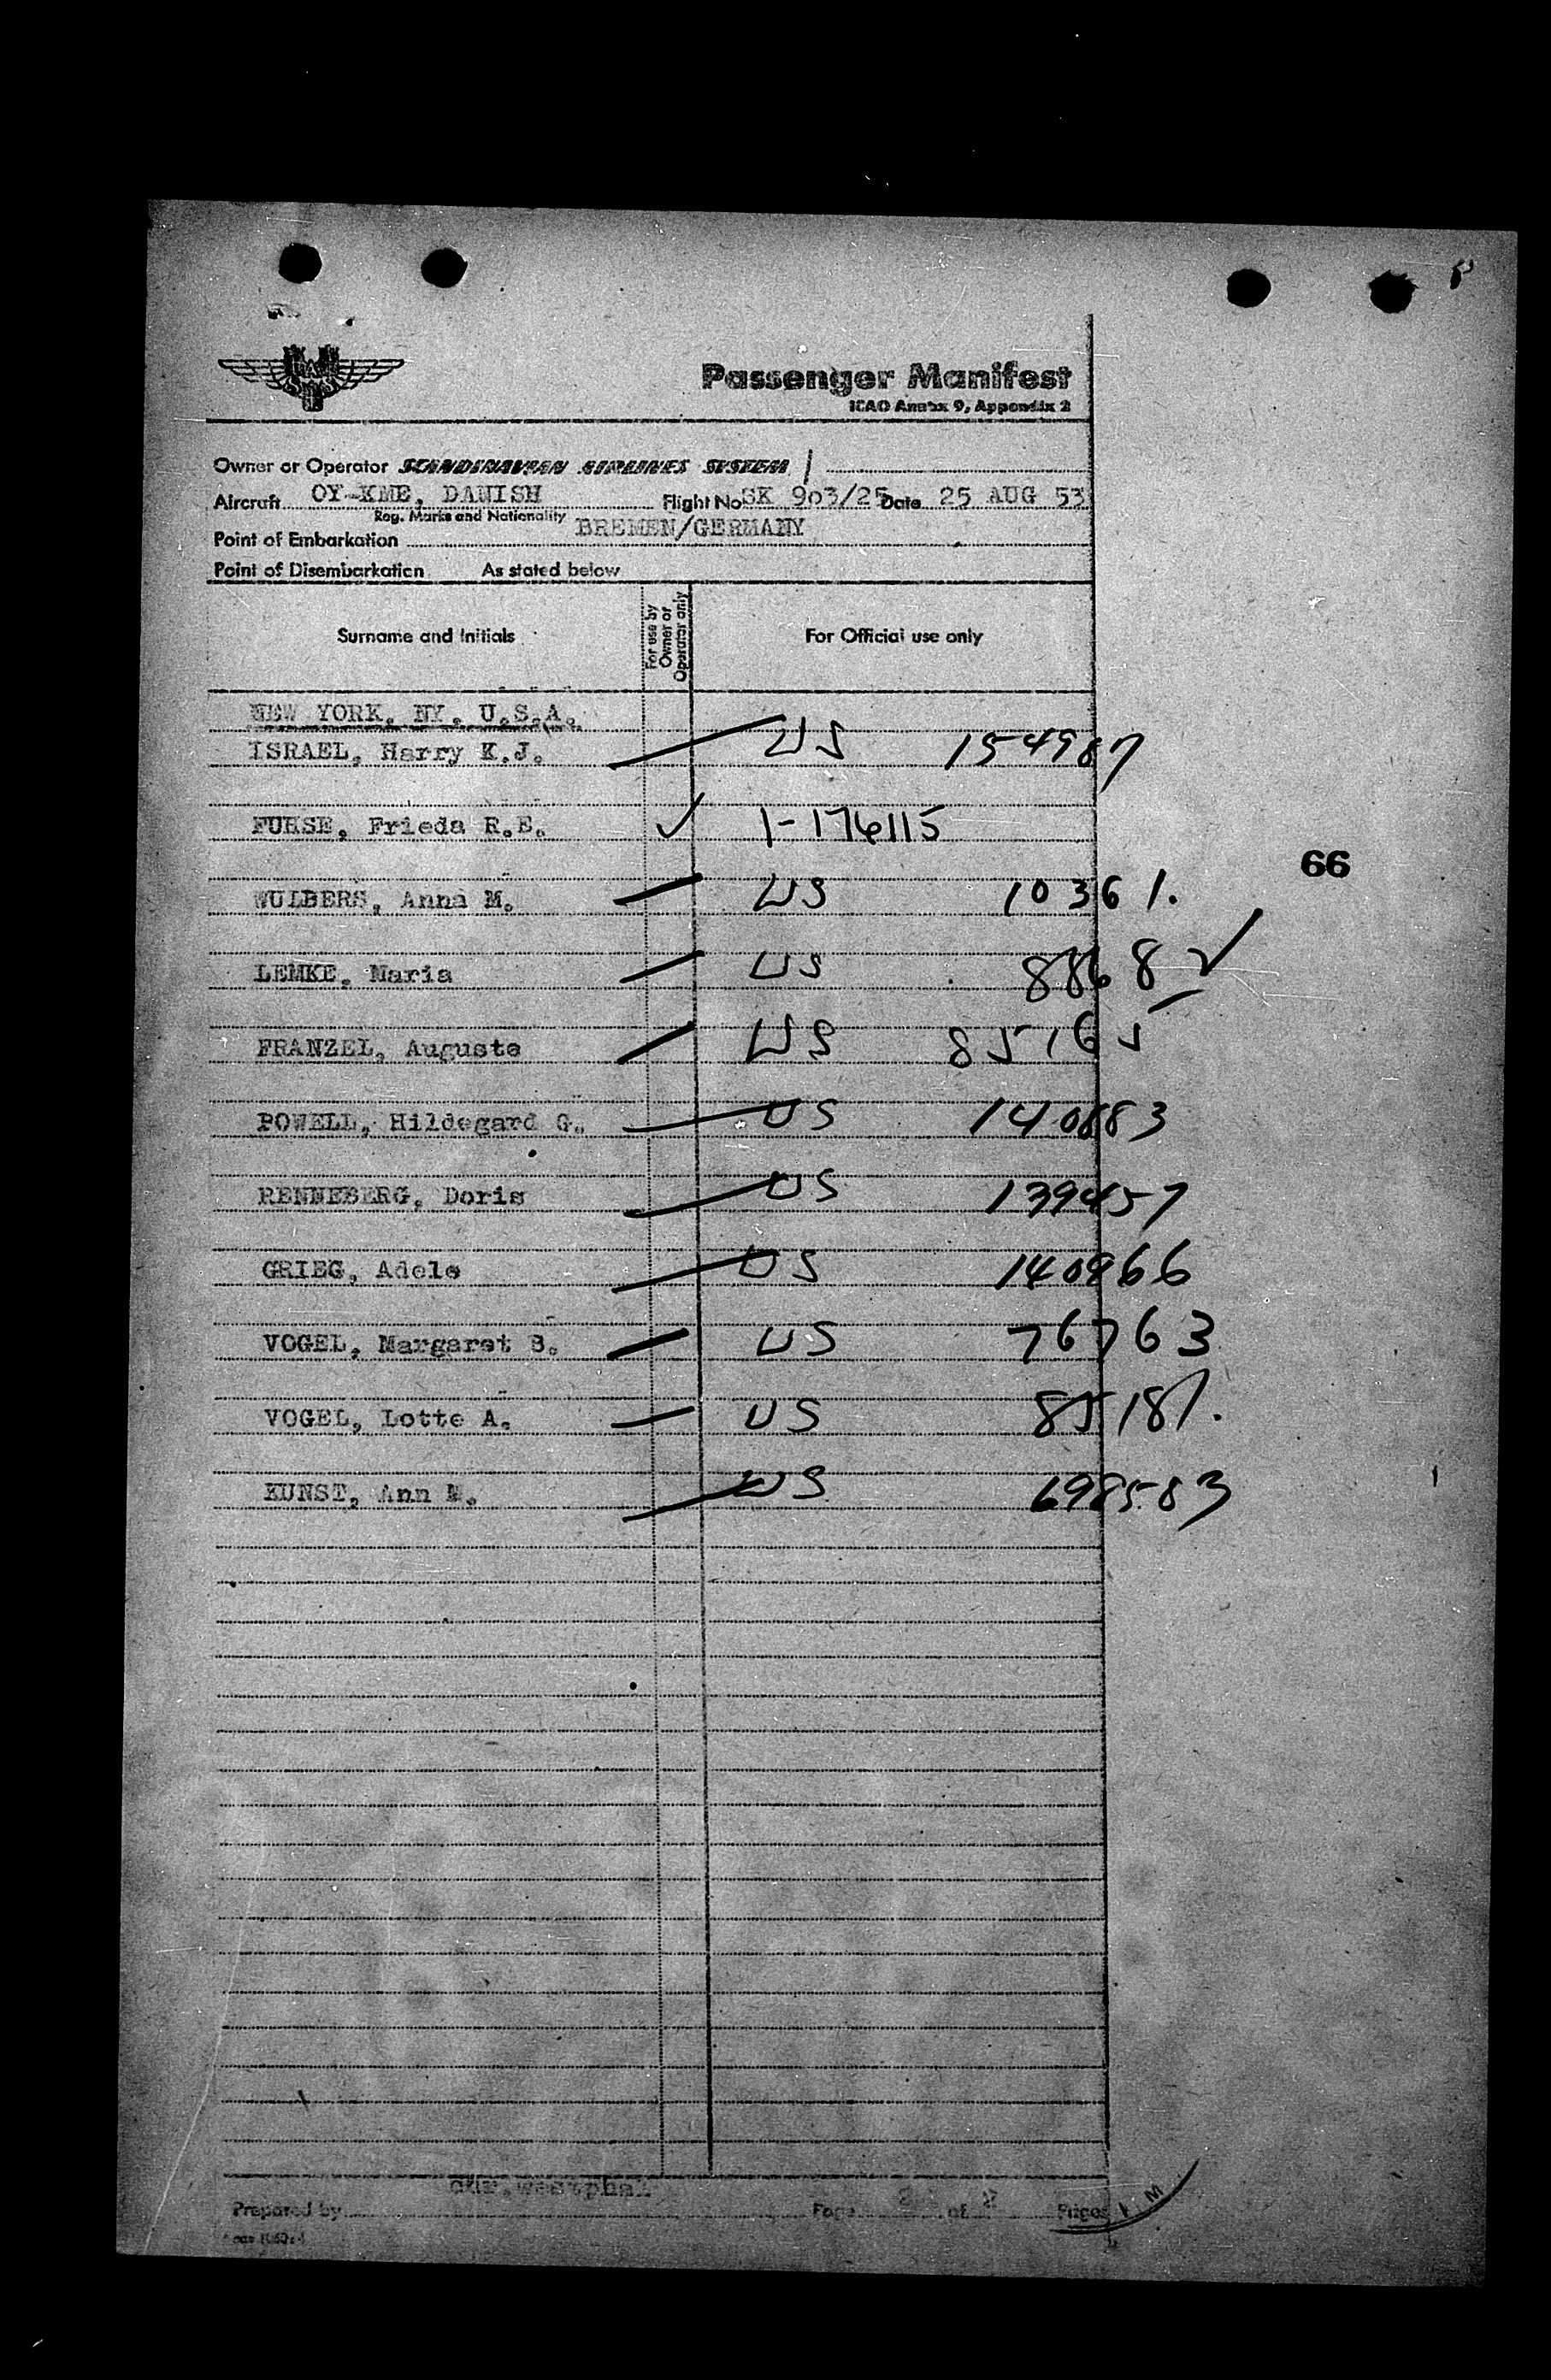 SAS
Passenger Manifest
ICAO Annex 9, Appendix 2
Owner or Operator SCANDINAVIAN AIRLINES SYSTEM
Aircraft OY-KME, DANISH Flight No SK 903/25 Date 25 AUG 53
Reg. Marks and Nationality
Point of Embarkation BREMEN/GERMANY
Point of Disembarkation As stated below
Surname and Initials For use by Owner or Operator only For Official use only
NEW YORK, NY, U.S.A.
ISRAEL, Harry K.J. US 154987
FUHSE, Frieda R.E. 1-176115
66
WULBERS, Anna M. US 10361.
LEMKE, Maria US 8868
FRANZEL, Auguste US 85165
POWELL, Hildegard G. US 140883
RENNEBERG, Doris US 139457
GRIEG, Adele US 140966
VOGEL, Margaret B. US 76763
VOGEL, Lotte A. US 85181.
KUNST, Ann M. US 698583
Prepared by Page of Pages